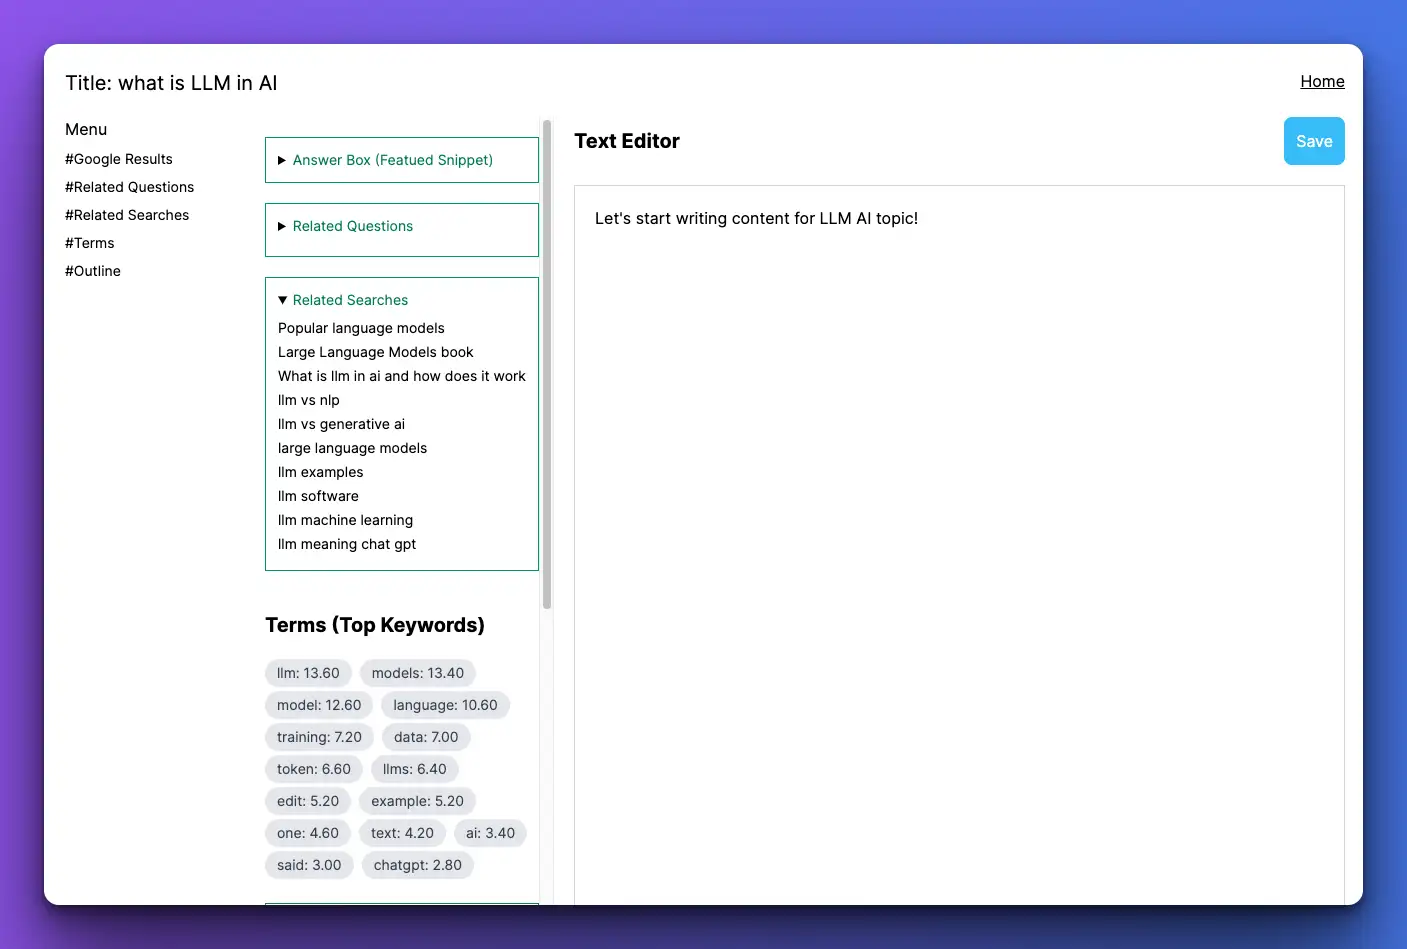 Title: what is LLM in AI
Home
Menu
#Google Results
#Related Questions
#Related Searches
#Terms
#Outline
Answer Box (Featued Snippet)
Related Questions
Related Searches
Popular language models
Large Language Models book
What is llm in ai and how does it work
llm vs nlp
llm vs generative ai
large language models
llm examples
llm software
llm machine learning
llm meaning chat gpt
Terms (Top Keywords)
llm: 13.60 models: 13.40
model: 12.60 language: 10.60
training: 7.20 data: 7.00
token: 6.60 llms: 6.40
edit: 5.20 example: 5.20
one: 4.60 text: 4.20 ai: 3.40
said: 3.00 chatgpt: 2.80
Text Editor
Save
Let's start writing content for LLM AI topic!